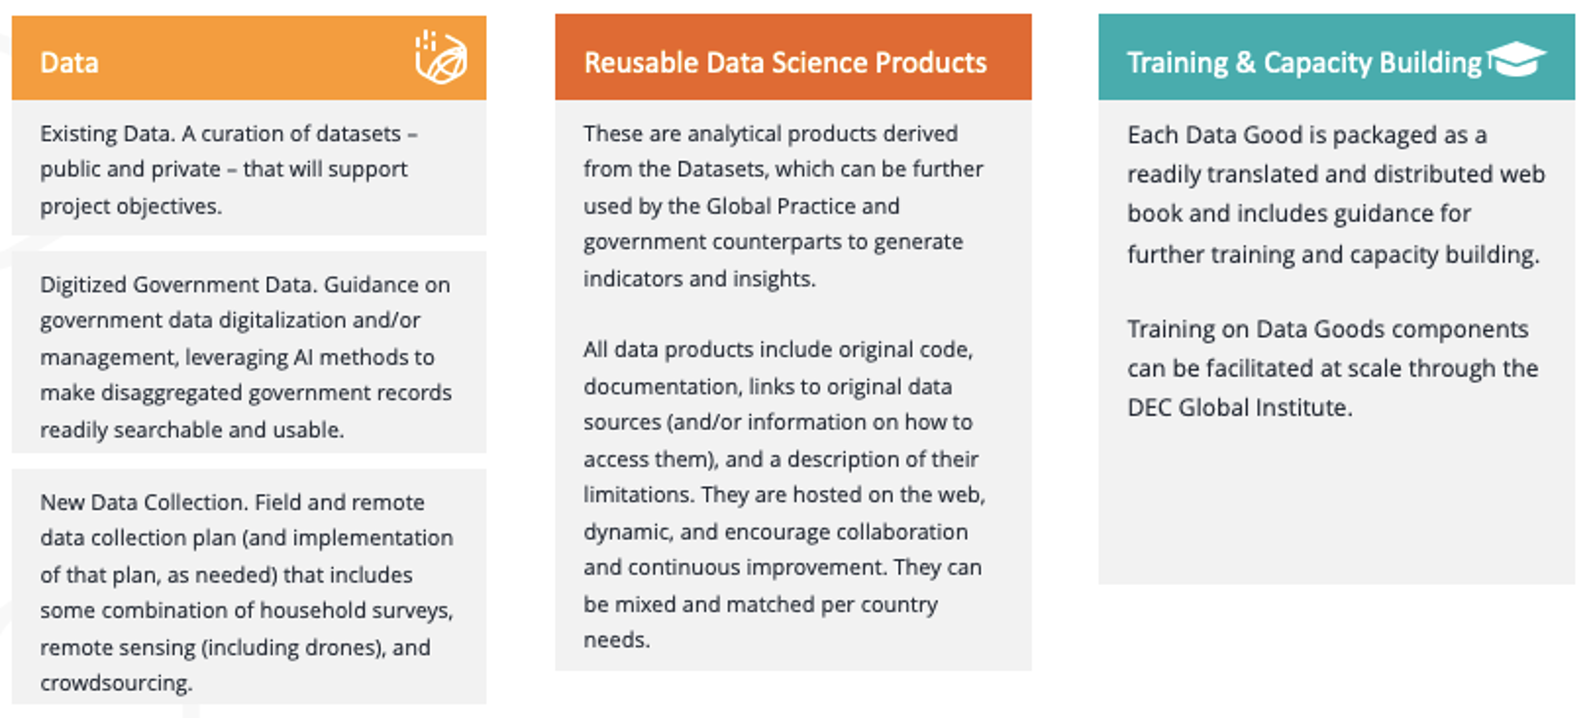 Data
Existing Data. A curation of datasets –
public and private – that will support
project objectives.
Digitized Government Data. Guidance on
government data digitalization and/or
management, leveraging AI methods to
make disaggregated government records
readily searchable and usable.
New Data Collection. Field and remote
data collection plan (and implementation
of that plan, as needed) that includes
some combination of household surveys,
remote sensing (including drones), and
crowdsourcing.
Reusable Data Science Products
These are analytical products derived
from the Datasets, which can be further
used by the Global Practice and
government counterparts to generate
indicators and insights.
All data products include original code,
documentation, links to original data
sources (and/or information on how to
access them), and a description of their
limitations. They are hosted on the web,
dynamic, and encourage collaboration
and continuous improvement. They can
be mixed and matched per country
needs.
Training & Capacity Building
Each Data Good is packaged as a
readily translated and distributed web
book and includes guidance for
further training and capacity building.
Training on Data Goods components
can be facilitated at scale through the
DEC Global Institute.